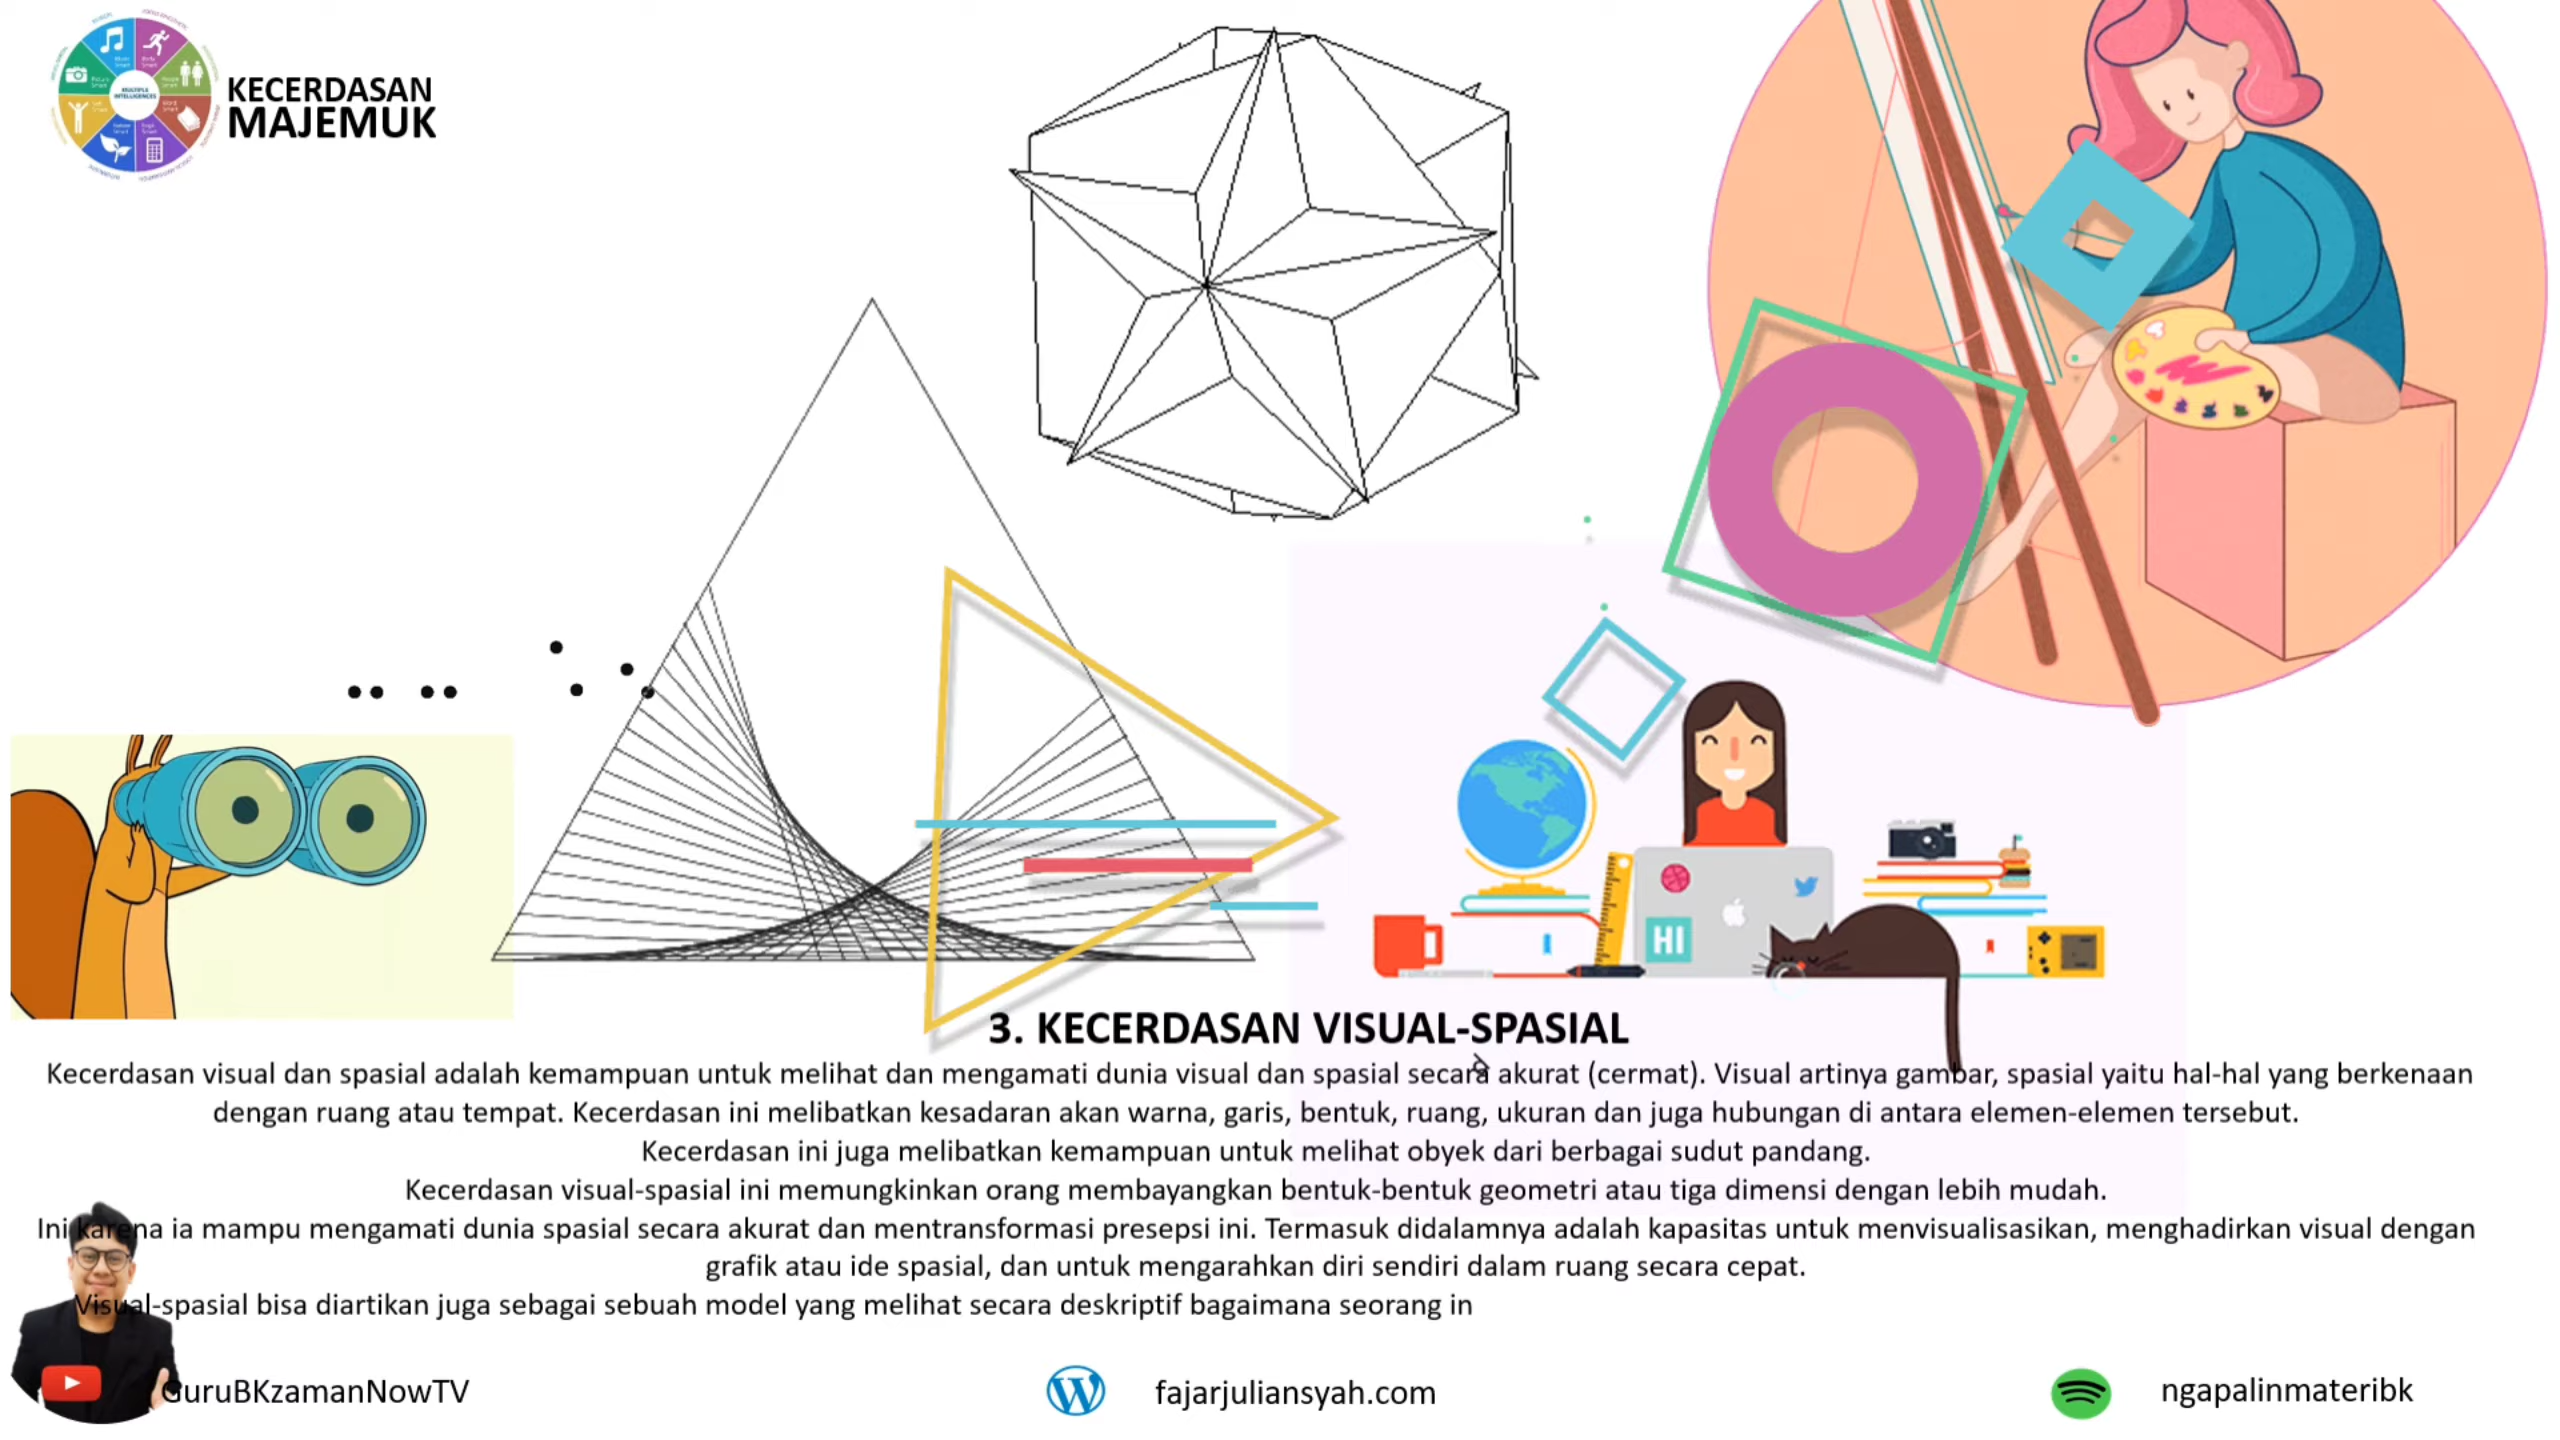 KECERDASAN
MAJEMUK
MULTIPLE
INTELLIGENCES
HI
3. KECERDASAN VISUAL-SPASIAL
Kecerdasan visual dan spasial adalah kemampuan untuk melihat dan mengamati dunia visual dan spasial secara akurat (cermat). Visual artinya gambar, spasial yaitu hal-hal yang berkenaan
dengan ruang atau tempat. Kecerdasan ini melibatkan kesadaran akan warna, garis, bentuk, ruang, ukuran dan juga hubungan di antara elemen-elemen tersebut.
Kecerdasan ini juga melibatkan kemampuan untuk melihat obyek dari berbagai sudut pandang.
Kecerdasan visual-spasial ini memungkinkan orang membayangkan bentuk-bentuk geometri atau tiga dimensi dengan lebih mudah.
Ini karena ia mampu mengamati dunia spasial secara akurat dan mentransformasi presepsi ini. Termasuk didalamnya adalah kapasitas untuk menvisualisasikan, menghadirkan visual dengan
grafik atau ide spasial, dan untuk mengarahkan diri sendiri dalam ruang secara cepat.
Visual-spasial bisa diartikan juga sebagai sebuah model yang melihat secara deskriptif bagaimana seorang in
GuruBKzamanNowTV
fajarjuliansyah.com
ngapalinmateribk